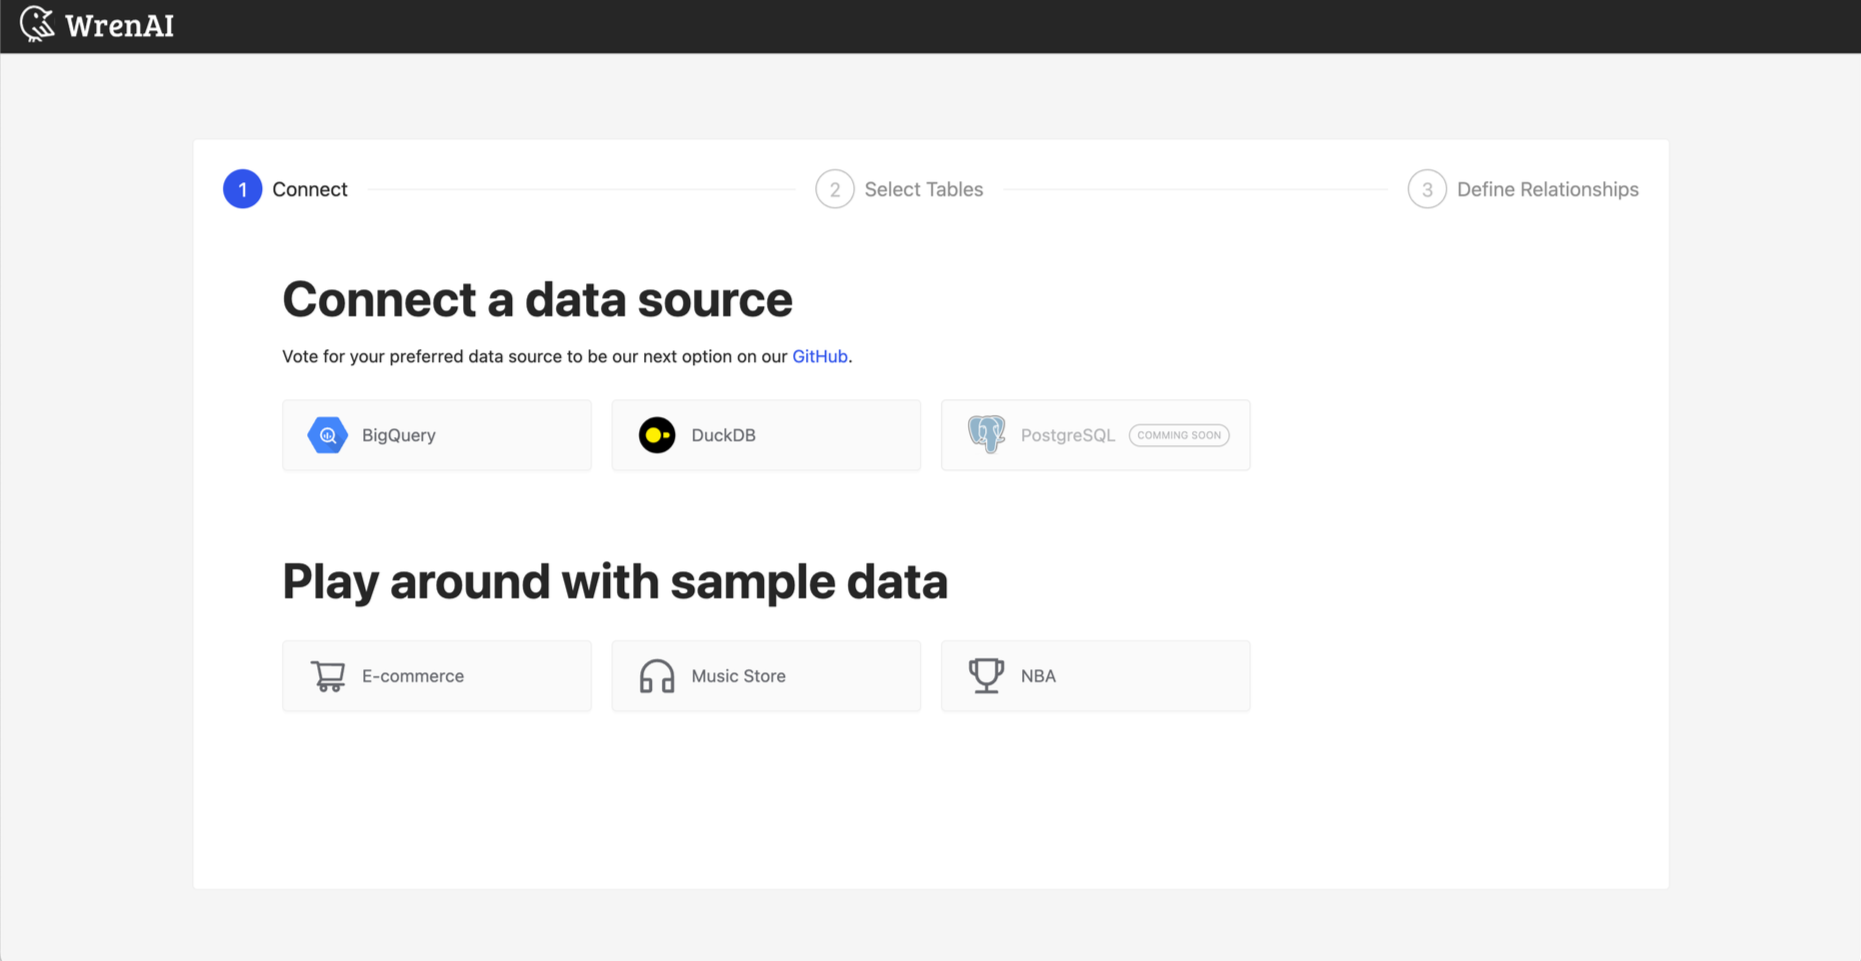 WrenAI
1 Connect
2 Select Tables
3 Define Relationships
Connect a data source
Vote for your preferred data source to be our next option on our GitHub.
BigQuery
DuckDB
PostgreSQL COMMING SOON
Play around with sample data
E-commerce
Music Store
NBA